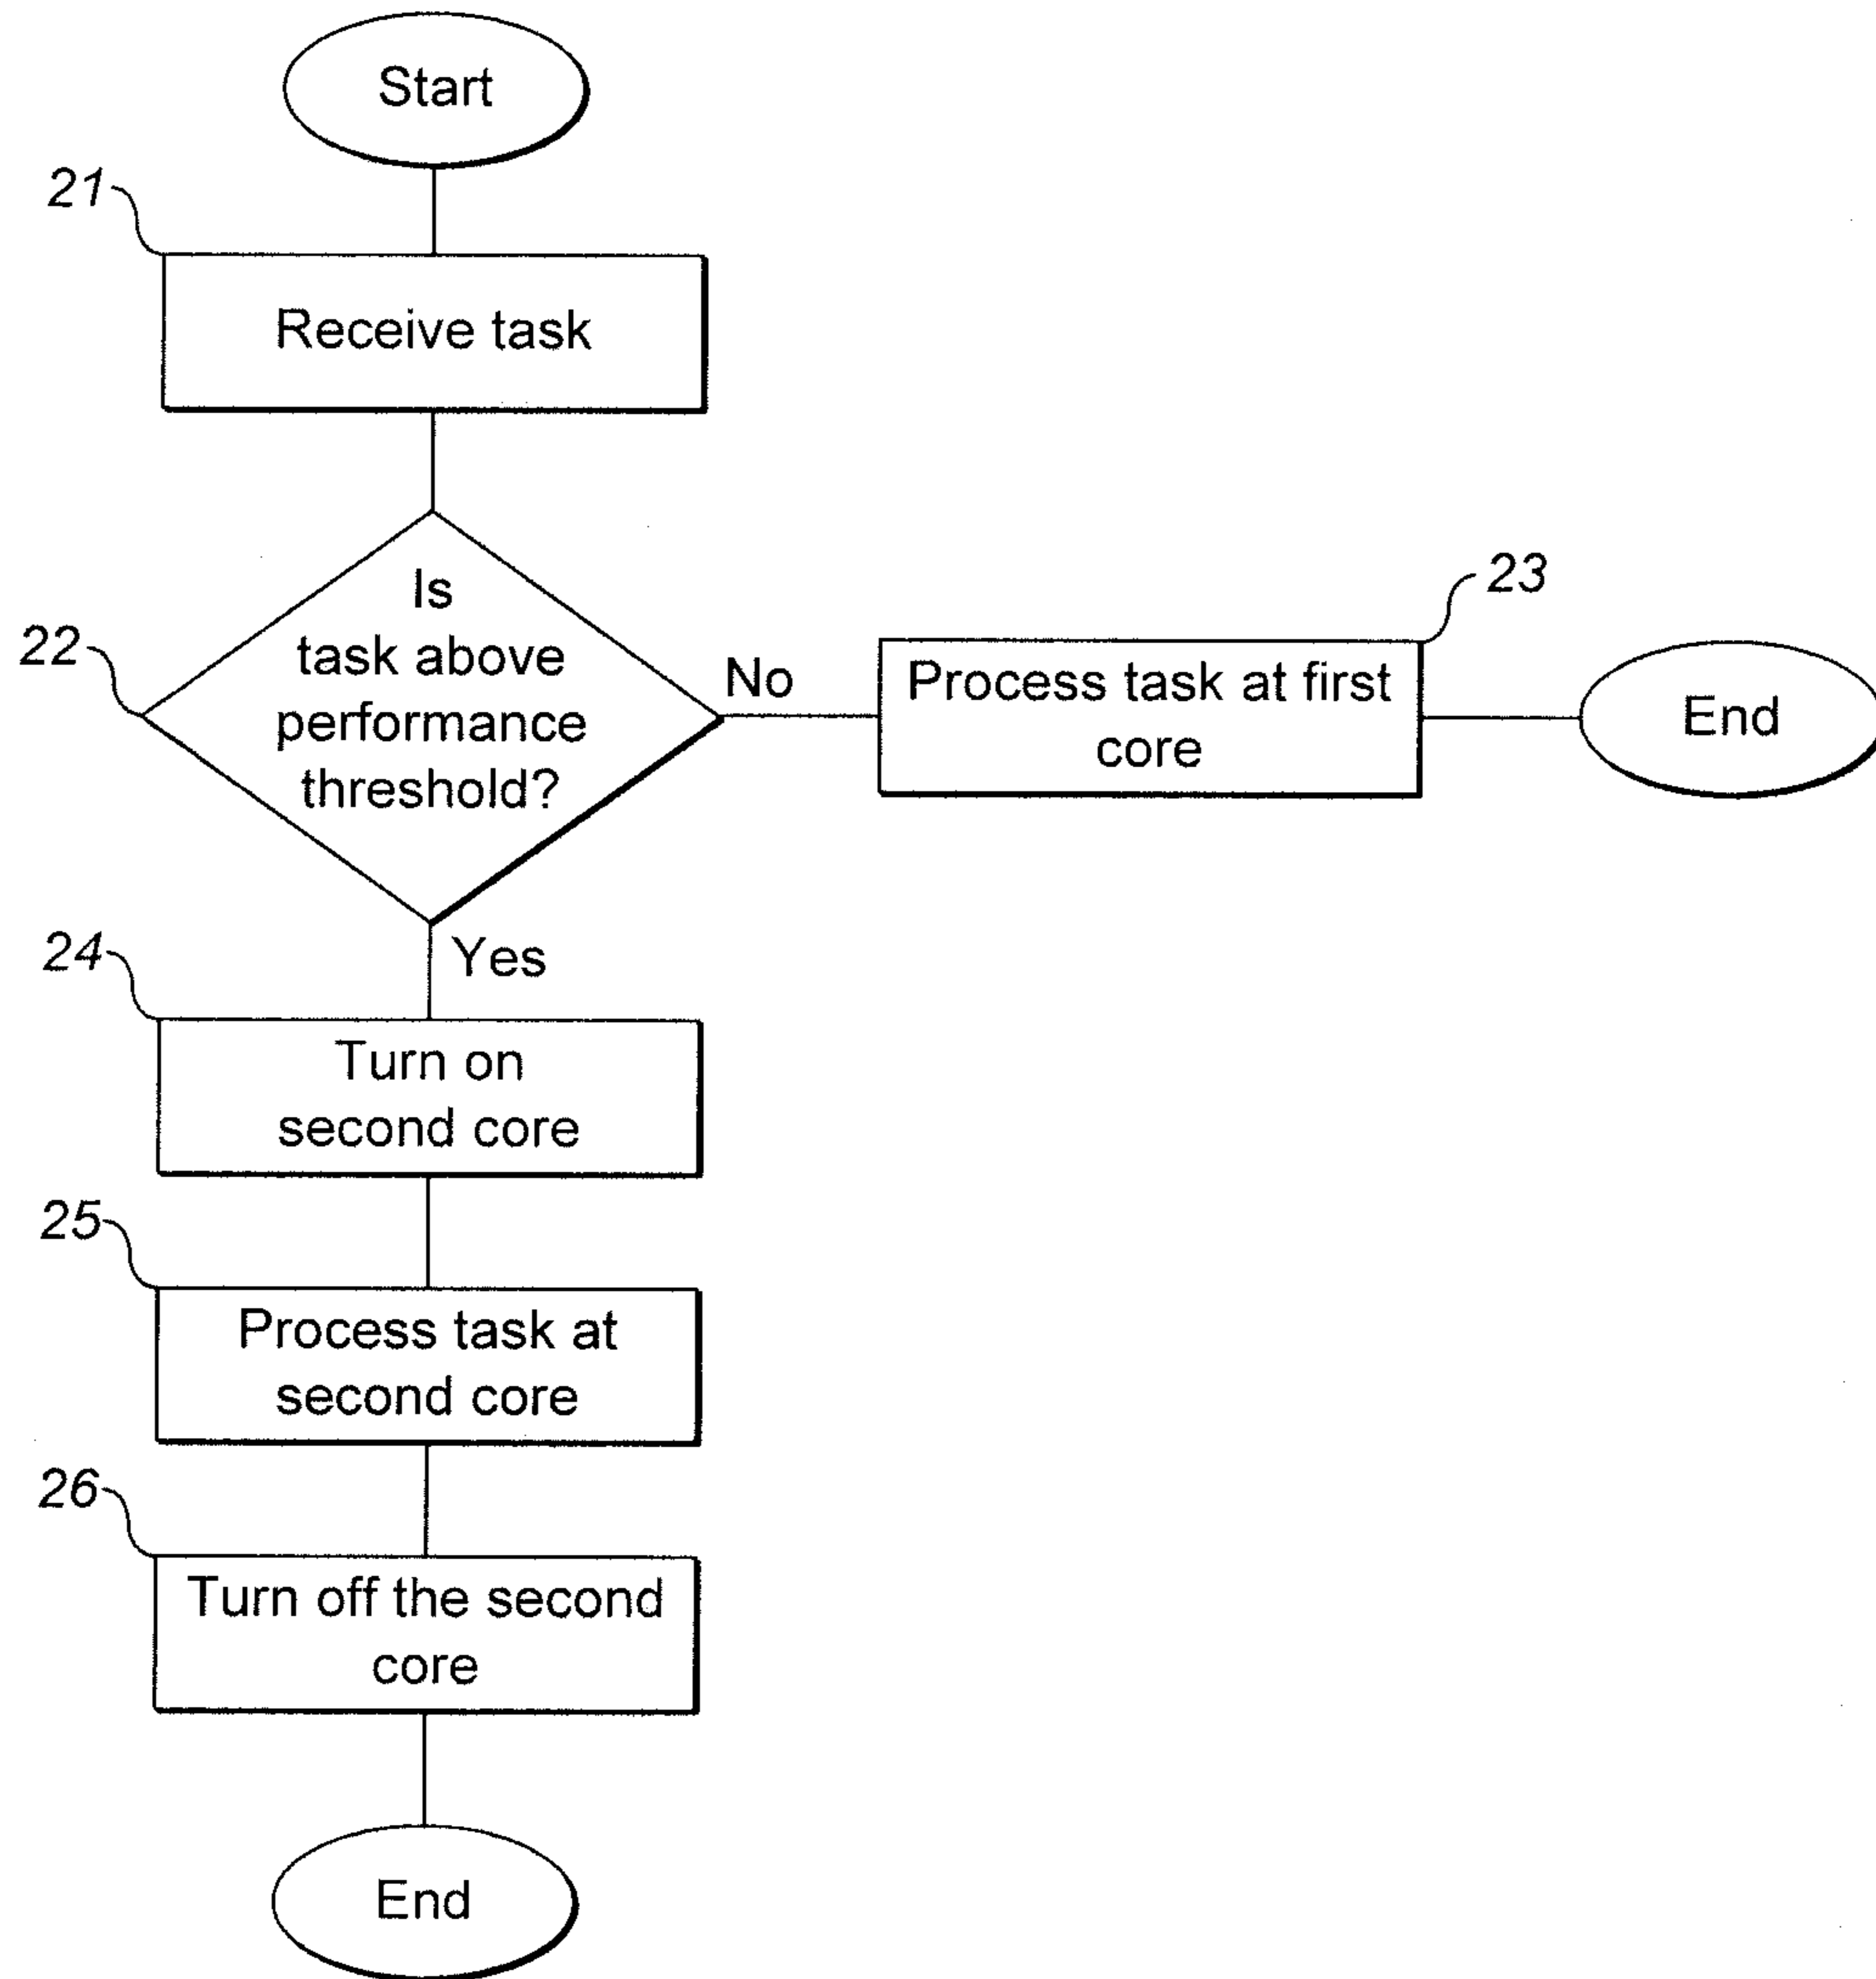 Start
21
Receive task
22
Is
task above
performance
threshold?
No
23
Process task at first
core
End
Yes
24
Turn on
second core
25
Process task at
second core
26
Turn off the second
core
End